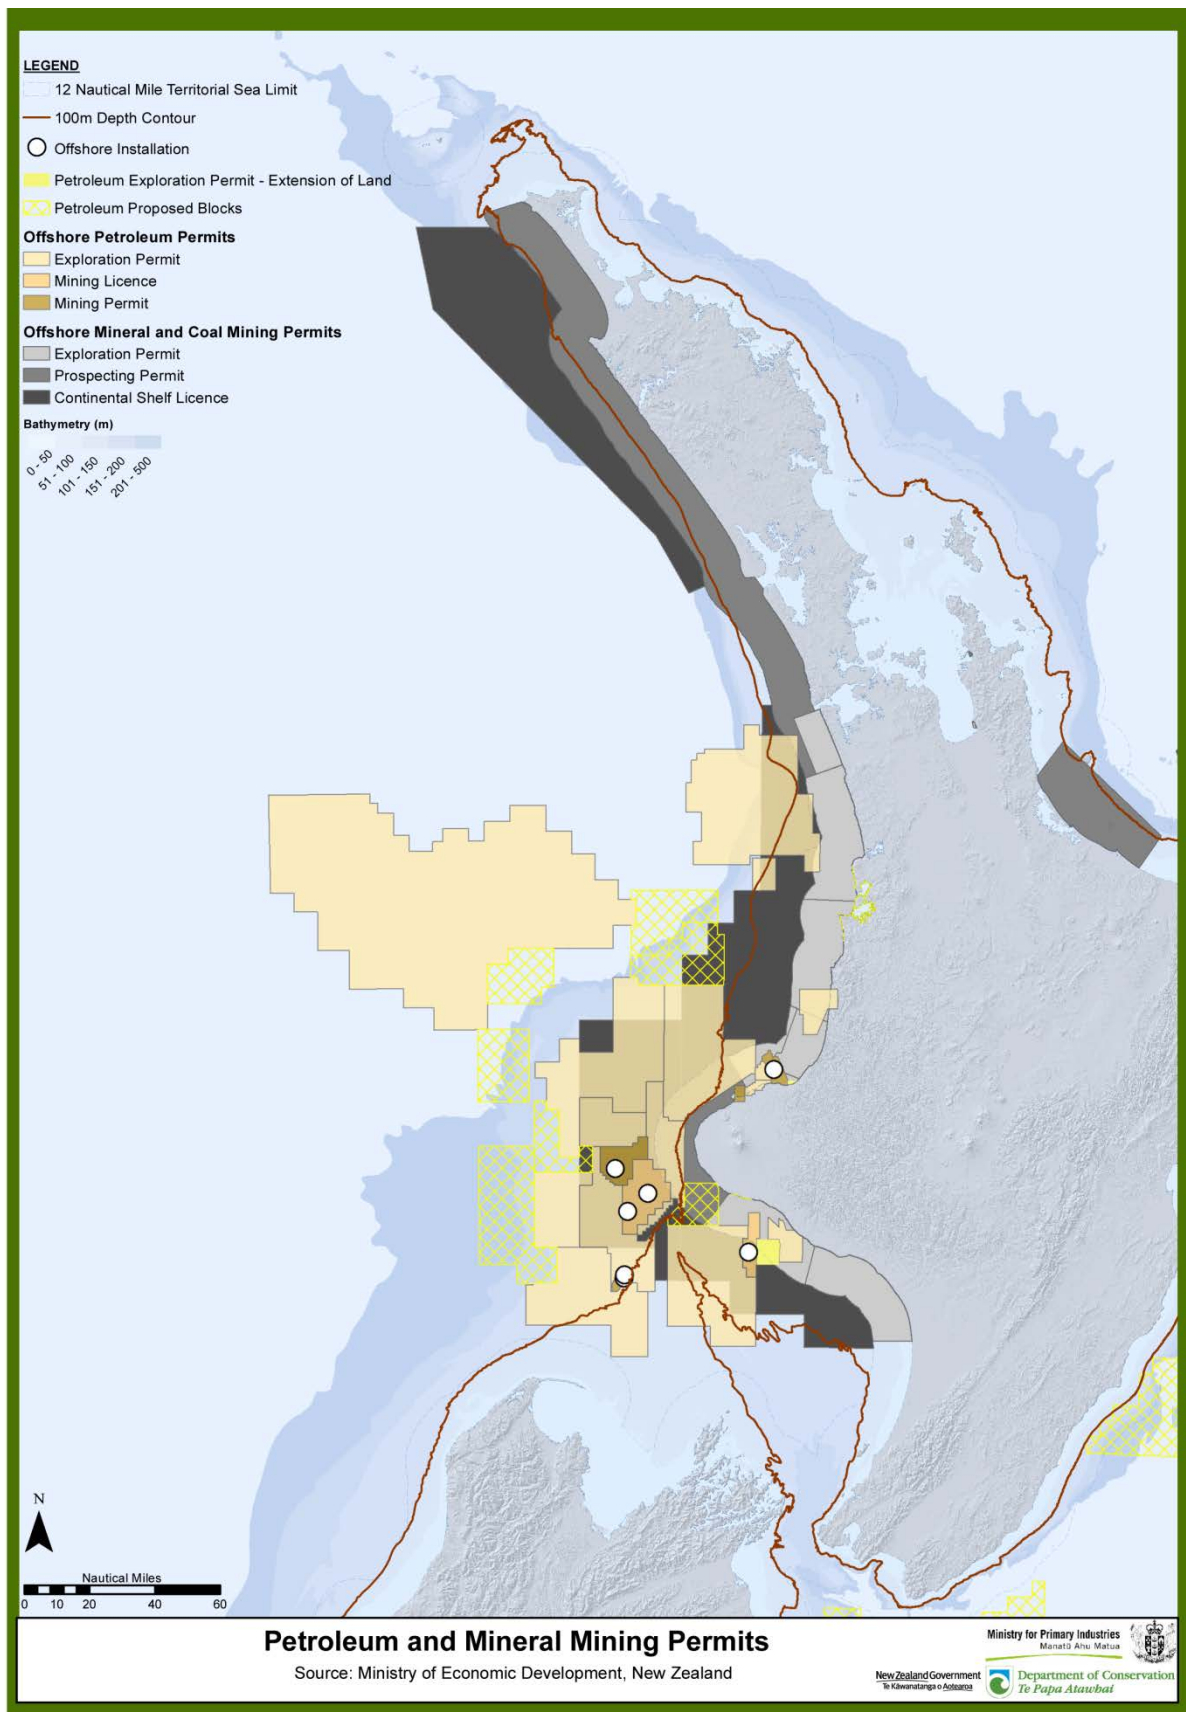 LEGEND
12 Nautical Mile Territorial Sea Limit
100m Depth Contour
Offshore Installation
Petroleum Exploration Permit - Extension of Land
Petroleum Proposed Blocks
Offshore Petroleum Permits
Exploration Permit
Mining Licence
Mining Permit
Offshore Mineral and Coal Mining Permits
Exploration Permit
Prospecting Permit
Continental Shelf Licence
Bathymetry (m)
0 - 50
51 - 100
101 - 150
151 - 200
201 - 500
N
Nautical Miles
0 10 20 40 60
Petroleum and Mineral Mining Permits
Source: Ministry of Economic Development, New Zealand
Ministry for Primary Industries
Manatū Ahu Matua
New Zealand Government
Te Kāwanatanga o Aotearoa
Department of Conservation
Te Papa Atawhai